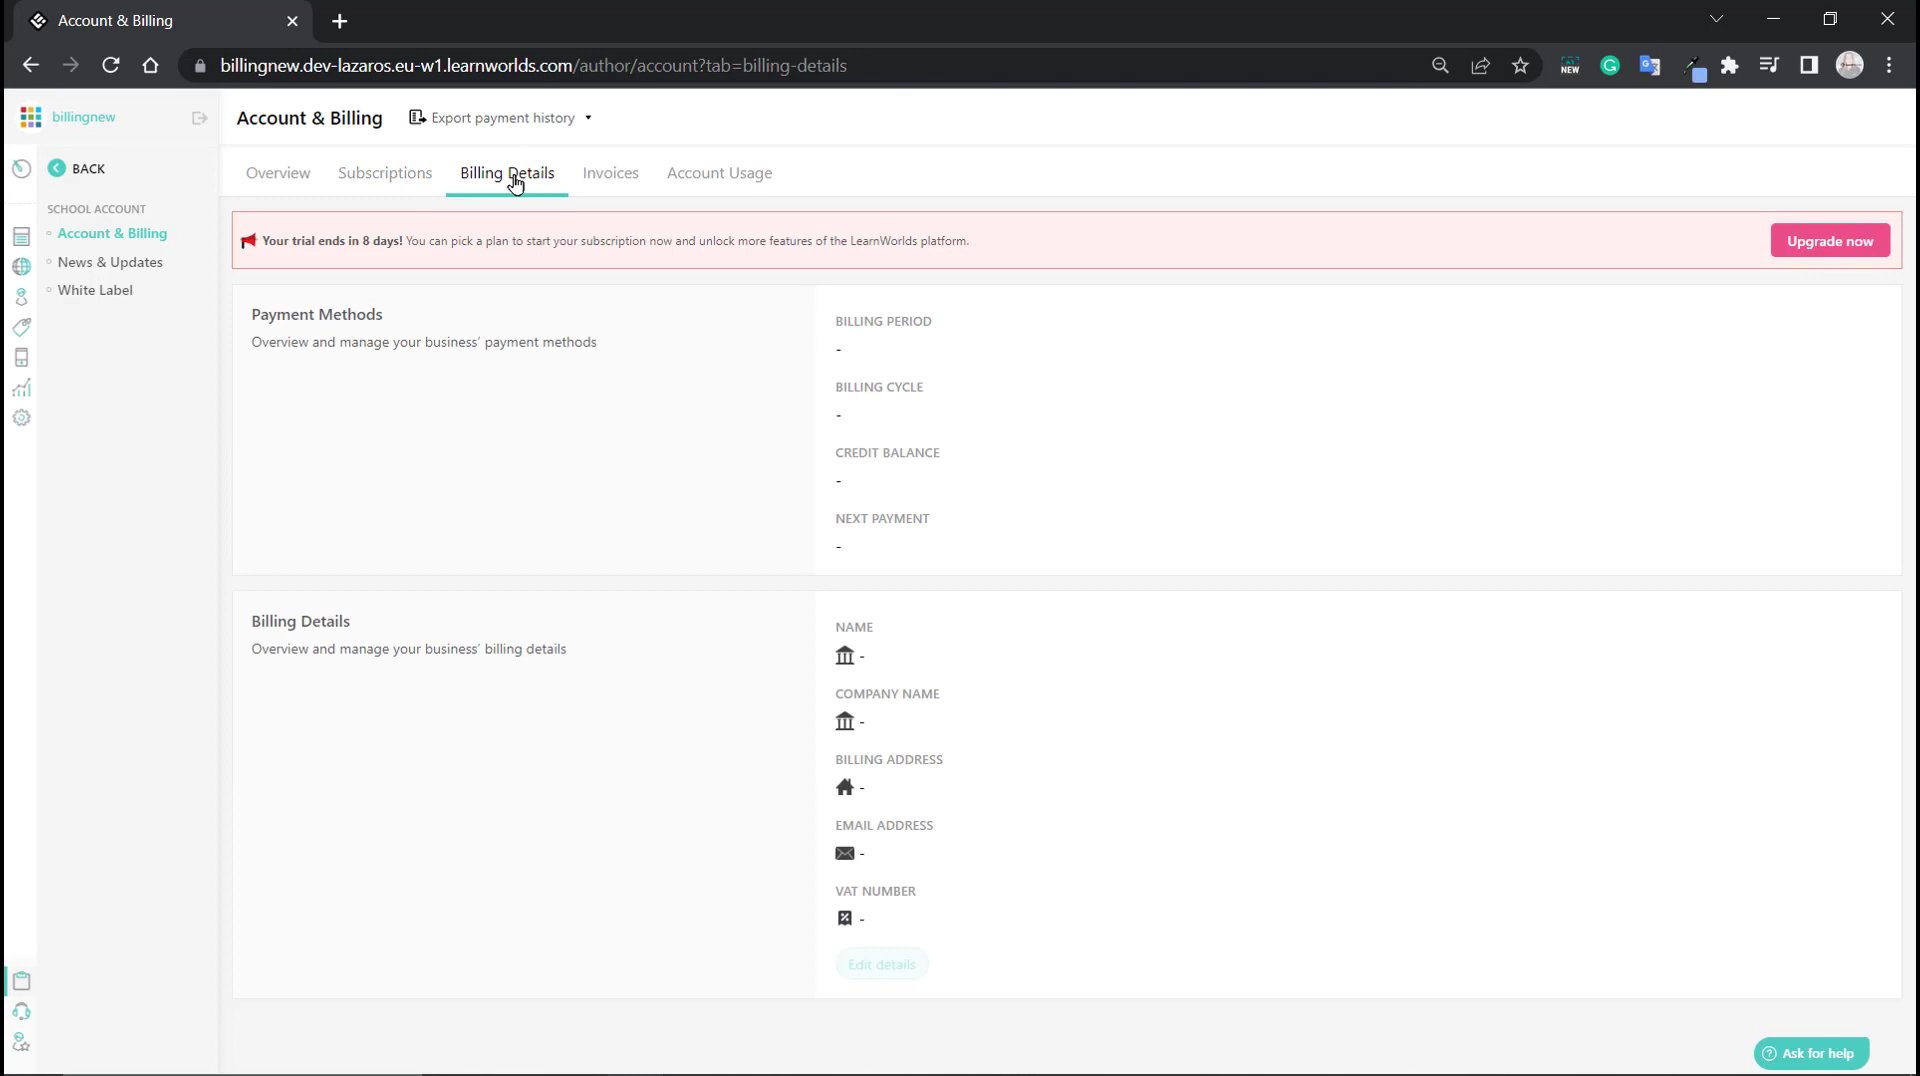 Account & Billing
billingnew.dev-lazaros.eu-w1.learnworlds.com/author/account?tab=billing-details
NEW
billingnew
Account & Billing
Export payment history
BACK
Overview
Subscriptions
Billing Details
Invoices
Account Usage
SCHOOL ACCOUNT
Account & Billing
News & Updates
White Label
Your trial ends in 8 days! You can pick a plan to start your subscription now and unlock more features of the LearnWorlds platform.
Upgrade now
Payment Methods
Overview and manage your business' payment methods
BILLING PERIOD
-
BILLING CYCLE
-
CREDIT BALANCE
-
NEXT PAYMENT
-
Billing Details
Overview and manage your business' billing details
NAME
-
COMPANY NAME
-
BILLING ADDRESS
-
EMAIL ADDRESS
-
VAT NUMBER
-
Edit details
Ask for help